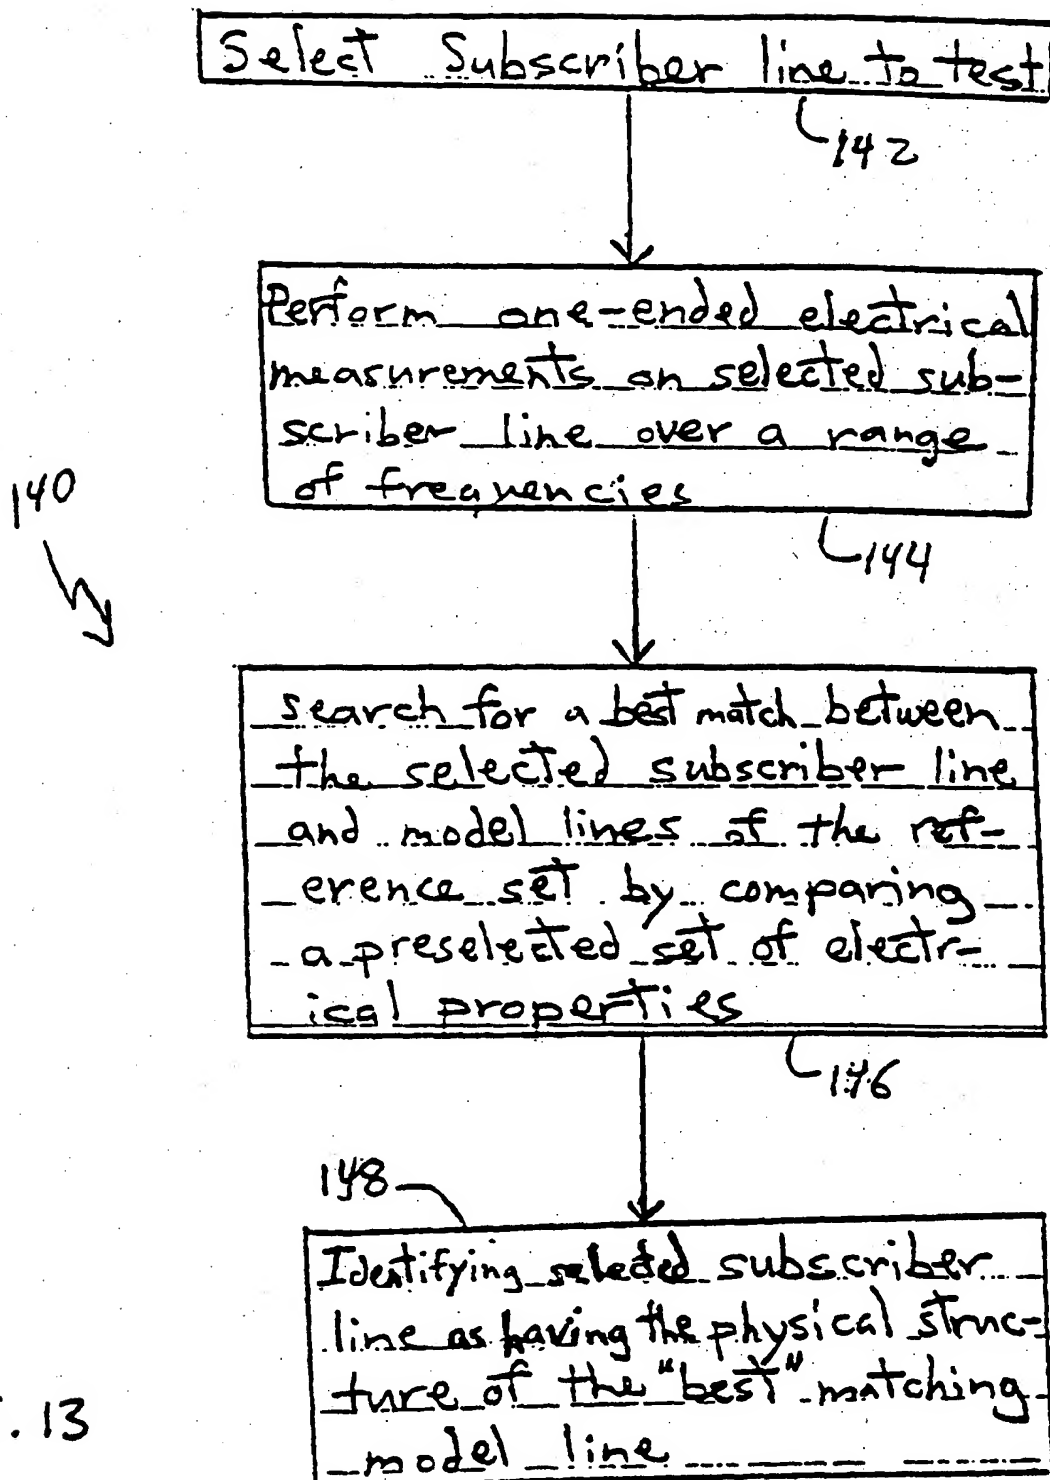 Select Subscriber line to test
142
Perform one-ended electrical
measurements on selected sub-
scriber line over a range
of frequencies
144
140
search for a best match between
the selected subscriber line
and model lines of the ref-
erence set by comparing
a preselected set of electr-
ical properties
146
148
Identifying selected subscriber
line as having the physical struc-
ture of the "best" matching
model line
. 13